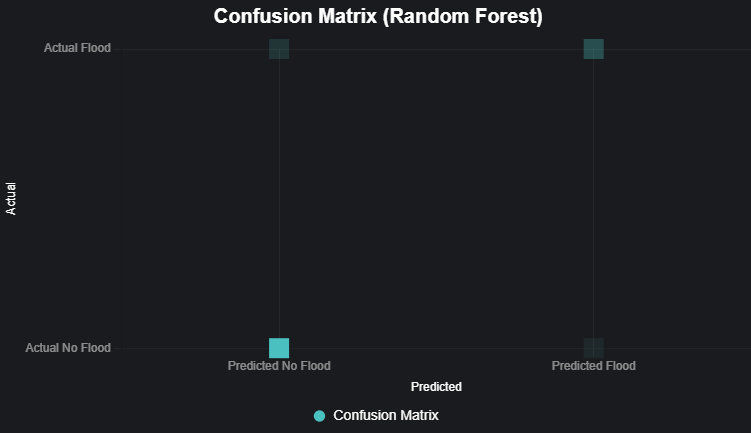 Confusion Matrix (Random Forest)
Actual Flood
Actual
Actual No Flood
Predicted No Flood
Predicted Flood
Predicted
Confusion Matrix